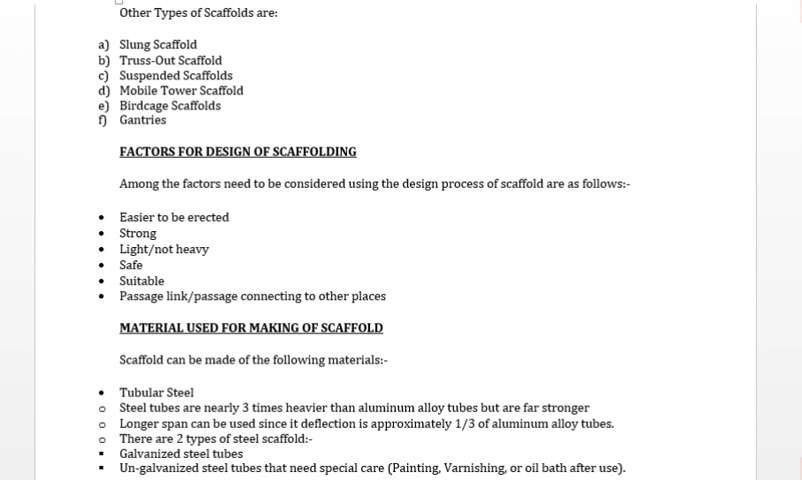 Other Types of Scaffolds are:
a) Slung Scaffold
b) Truss-Out Scaffold
c) Suspended Scaffolds
d) Mobile Tower Scaffold
e) Birdcage Scaffolds
f) Gantries
FACTORS FOR DESIGN OF SCAFFOLDING
Among the factors need to be considered using the design process of scaffold are as follows:-
• Easier to be erected
• Strong
• Light/not heavy
• Safe
• Suitable
• Passage link/passage connecting to other places
MATERIAL USED FOR MAKING OF SCAFFOLD
Scaffold can be made of the following materials:-
• Tubular Steel
o Steel tubes are nearly 3 times heavier than aluminum alloy tubes but are far stronger
o Longer span can be used since it deflection is approximately 1/3 of aluminum alloy tubes.
o There are 2 types of steel scaffold:-
▪ Galvanized steel tubes
▪ Un-galvanized steel tubes that need special care (Painting, Varnishing, or oil bath after use).